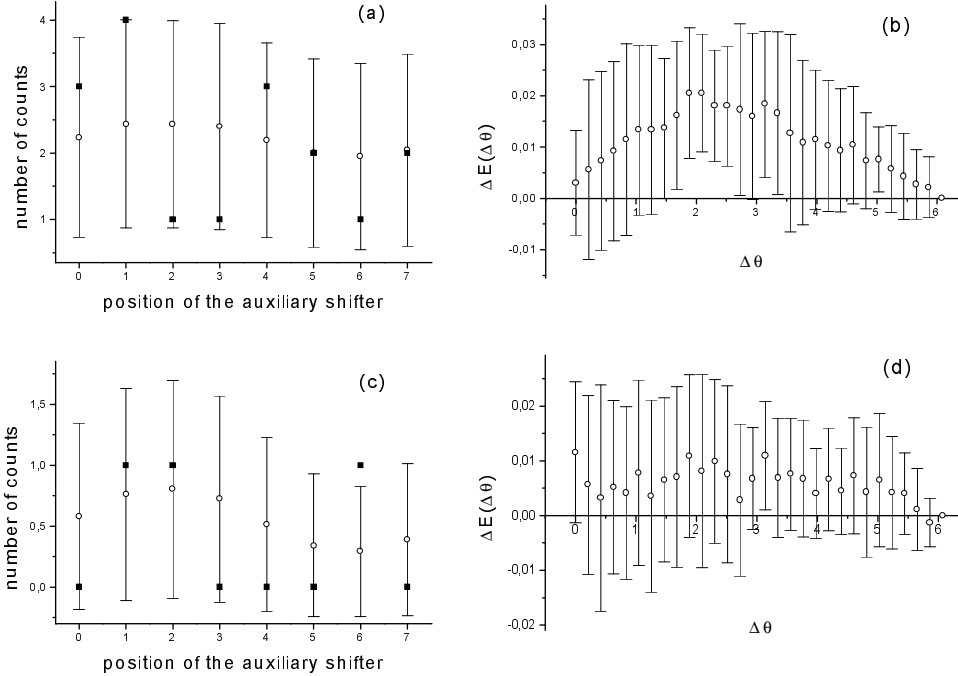 (a)
number of counts
4
3
2
1
0 1 2 3 4 5 6 7
position of the auxiliary shifter
(b)
ΔE(Δθ)
0,03
0,02
0,01
0,00
-0,01
0 1 2 3 4 5 6
Δθ
(c)
number of counts
1,5
1,0
0,5
0,0
0 1 2 3 4 5 6 7
position of the auxiliary shifter
(d)
ΔE(Δθ)
0,02
0,01
0,00
-0,01
-0,02
0 1 2 3 4 5 6
Δθ